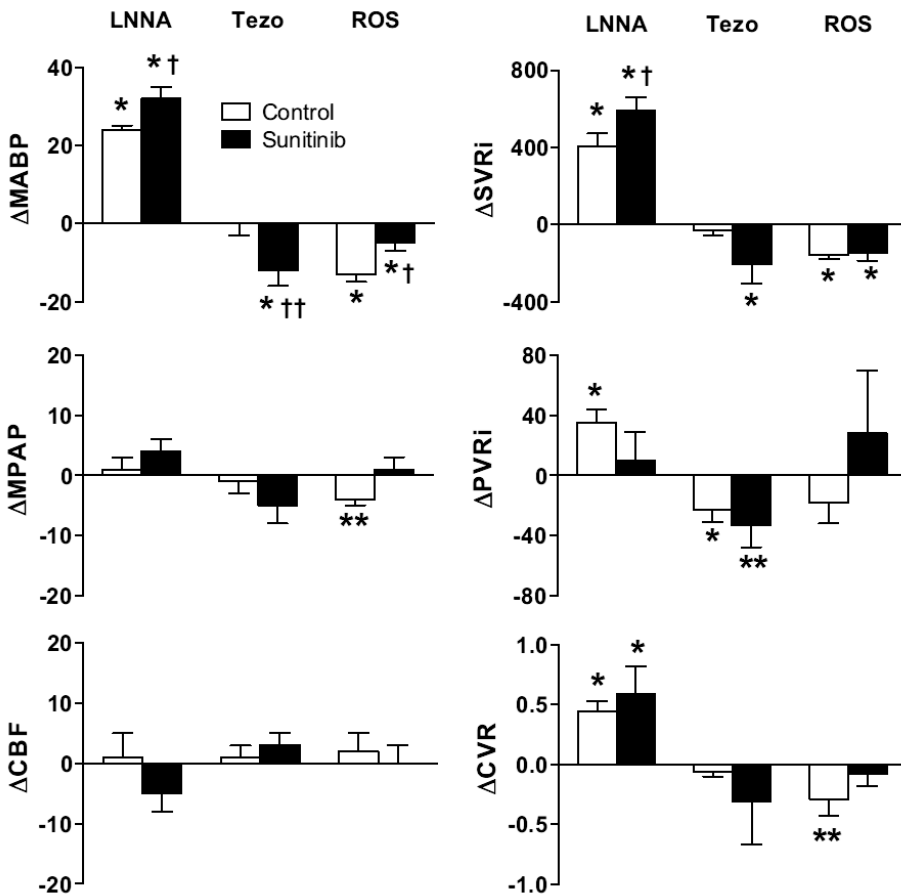 LNNA Tezo ROS
ΔMABP
40
20
0
-20
* *† *†† * *†
Control
Sunitinib
LNNA Tezo ROS
ΔSVRi
800
400
0
-400
* *† * * *
ΔMPAP
20
10
0
-10
-20
**
ΔPVRi
80
40
0
-40
-80
* * **
ΔCBF
20
10
0
-10
-20
ΔCVR
1.0
0.5
0.0
-0.5
-1.0
* * **